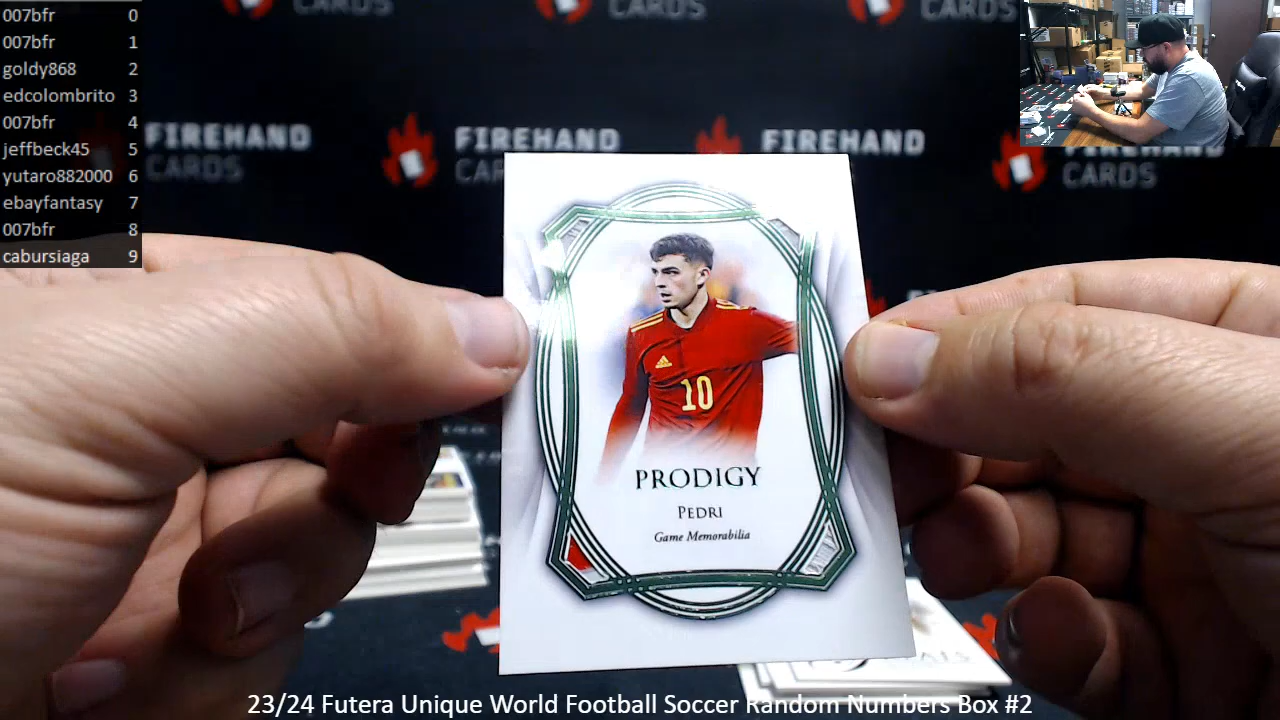 007bfr 0
007bfr 1
goldy868 2
edcolombrito 3
007bfr 4
jeffbeck45 5
yutaro882000 6
ebayfantasy 7
007bfr 8
cabursiaga 9
FIREHAND FIREHAND FIREHAND
CARDS CARDS CARDS CARDS
CARDS CARDS
10
PRODIGY
PEDRI
Game Memorabilia
23/24 Futera Unique World Football Soccer Random Numbers Box #2